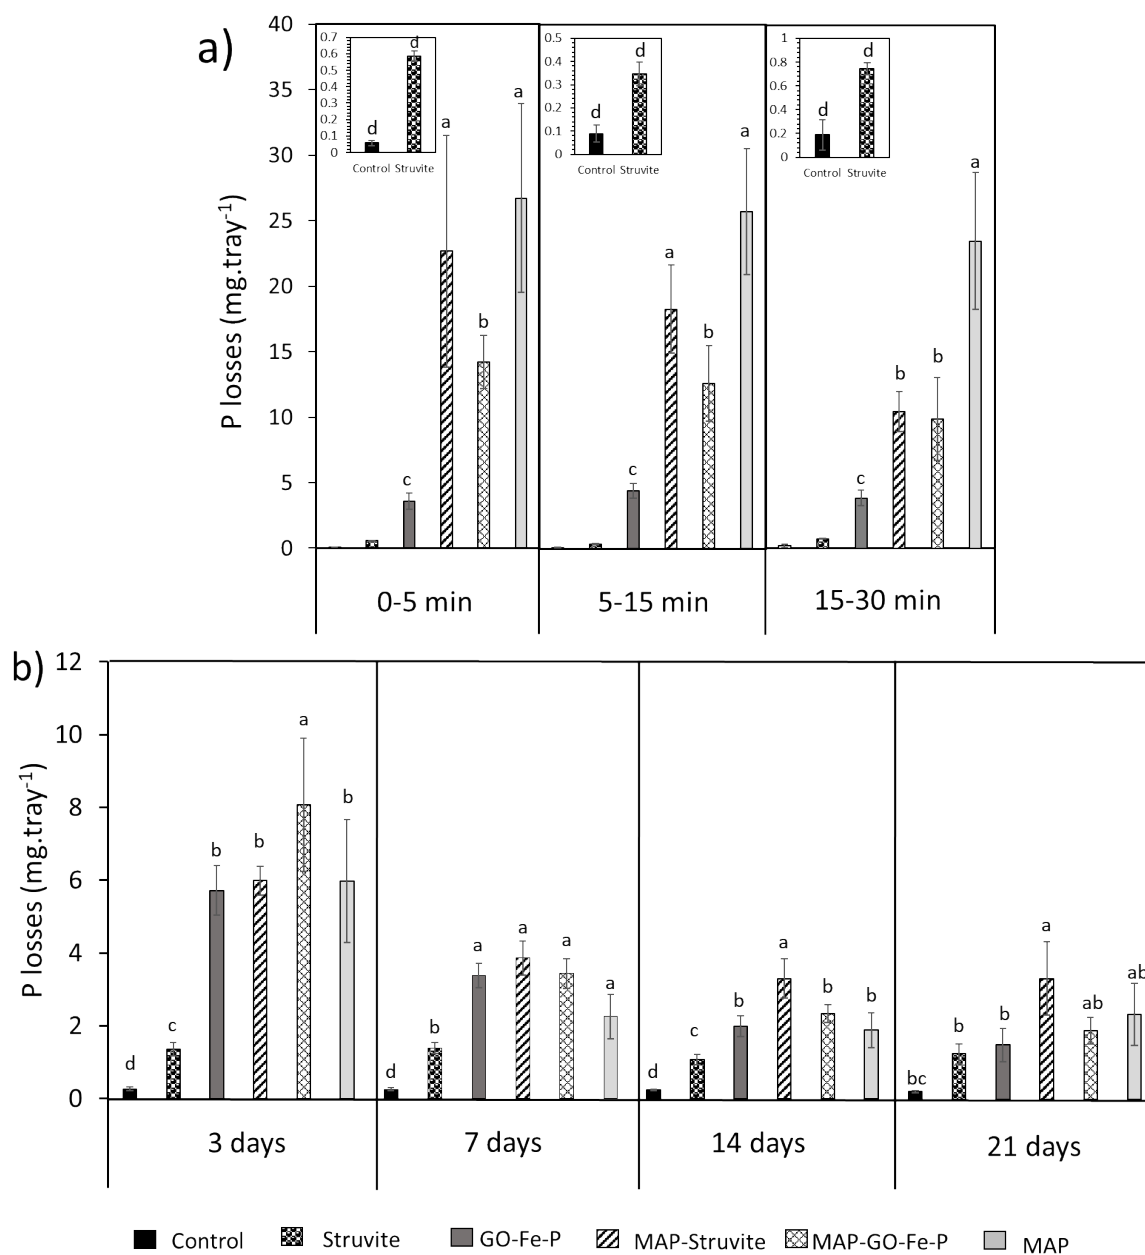 a)
P losses (mg.tray-1)
40
35
30
25
20
15
10
5
0
0.7
0.6
0.5
0.4
0.3
0.2
0.1
0
d
d
Control Struvite
0.5
0.4
0.3
0.2
0.1
0
d
d
Control Struvite
1
0.8
0.6
0.4
0.2
0
d
d
Control Struvite
c
a
b
a
c
a
b
a
c
b
b
a
0-5 min
5-15 min
15-30 min
b)
P losses (mg.tray-1)
12
10
8
6
4
2
0
d
c
b
b
a
b
d
b
a
a
a
a
d
c
b
a
b
b
bc
b
b
a
ab
ab
3 days
7 days
14 days
21 days
Control Struvite GO-Fe-P MAP-Struvite MAP-GO-Fe-P MAP